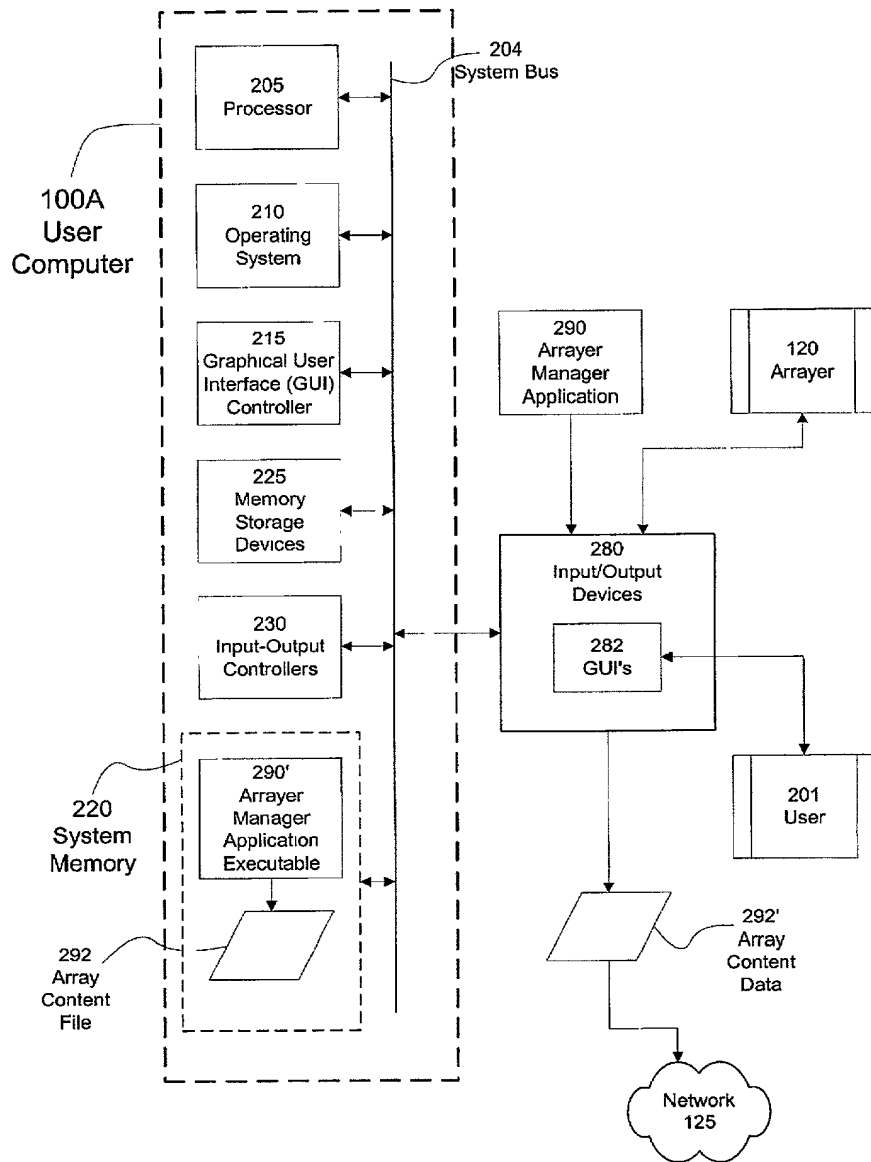 204
System Bus
205
Processor
100A
User
Computer
210
Operating
System
215
Graphical User
Interface (GUI)
Controller
225
Memory
Storage
Devices
230
Input-Output
Controllers
220
System
Memory
290'
Arrayer
Manager
Application
Executable
292
Array
Content
File
290
Arrayer
Manager
Application
120
Arrayer
280
Input/Output
Devices
282
GUI's
201
User
292'
Array
Content
Data
Network
125